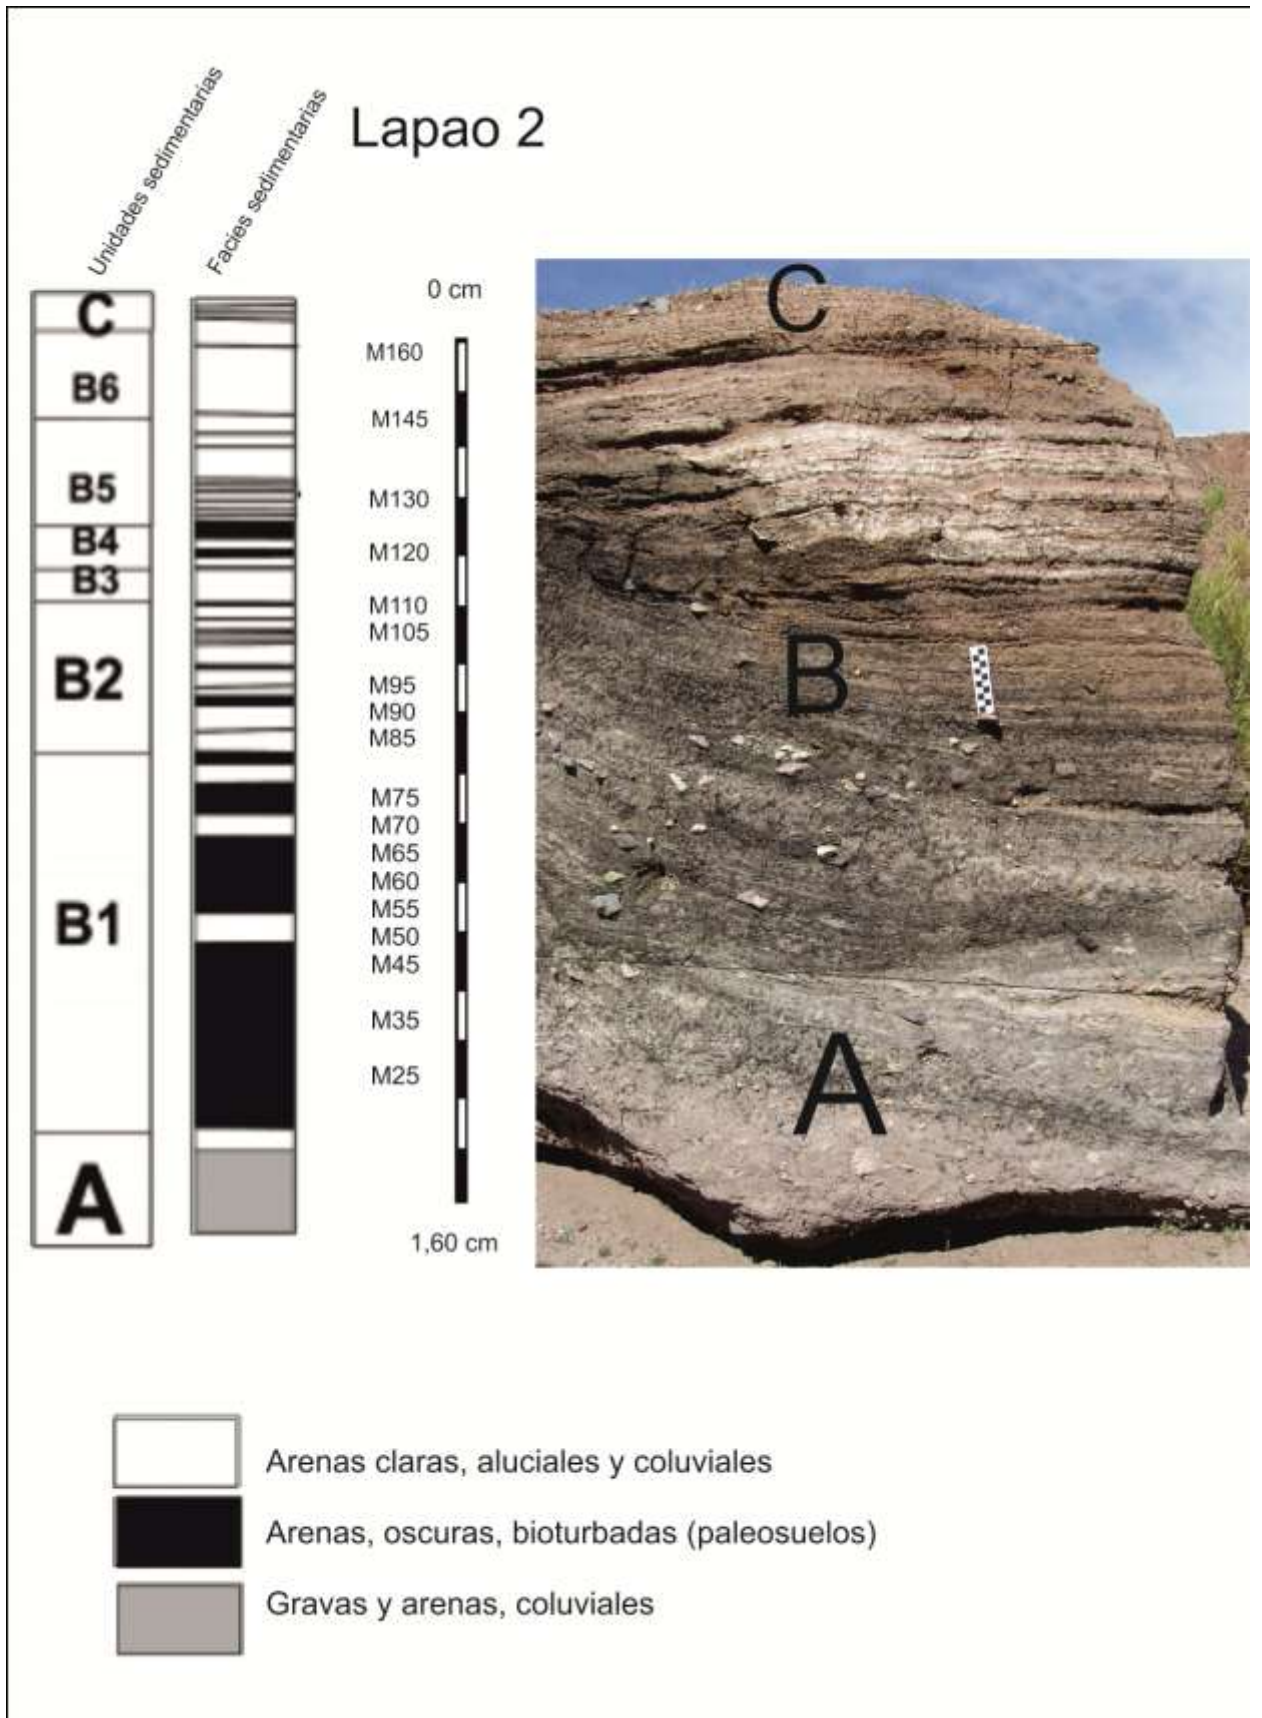 Unidades sedimentarias
Facies sedimentarias
Lapao 2
C
B6
B5
B4
B3
B2
B1
A
0 cm
M160
M145
M130
M120
M110
M105
M95
M90
M85
M75
M70
M65
M60
M55
M50
M45
M35
M25
1,60 cm
C
B
A
Arenas claras, aluciales y coluviales
Arenas, oscuras, bioturbadas (paleosuelos)
Gravas y arenas, coluviales